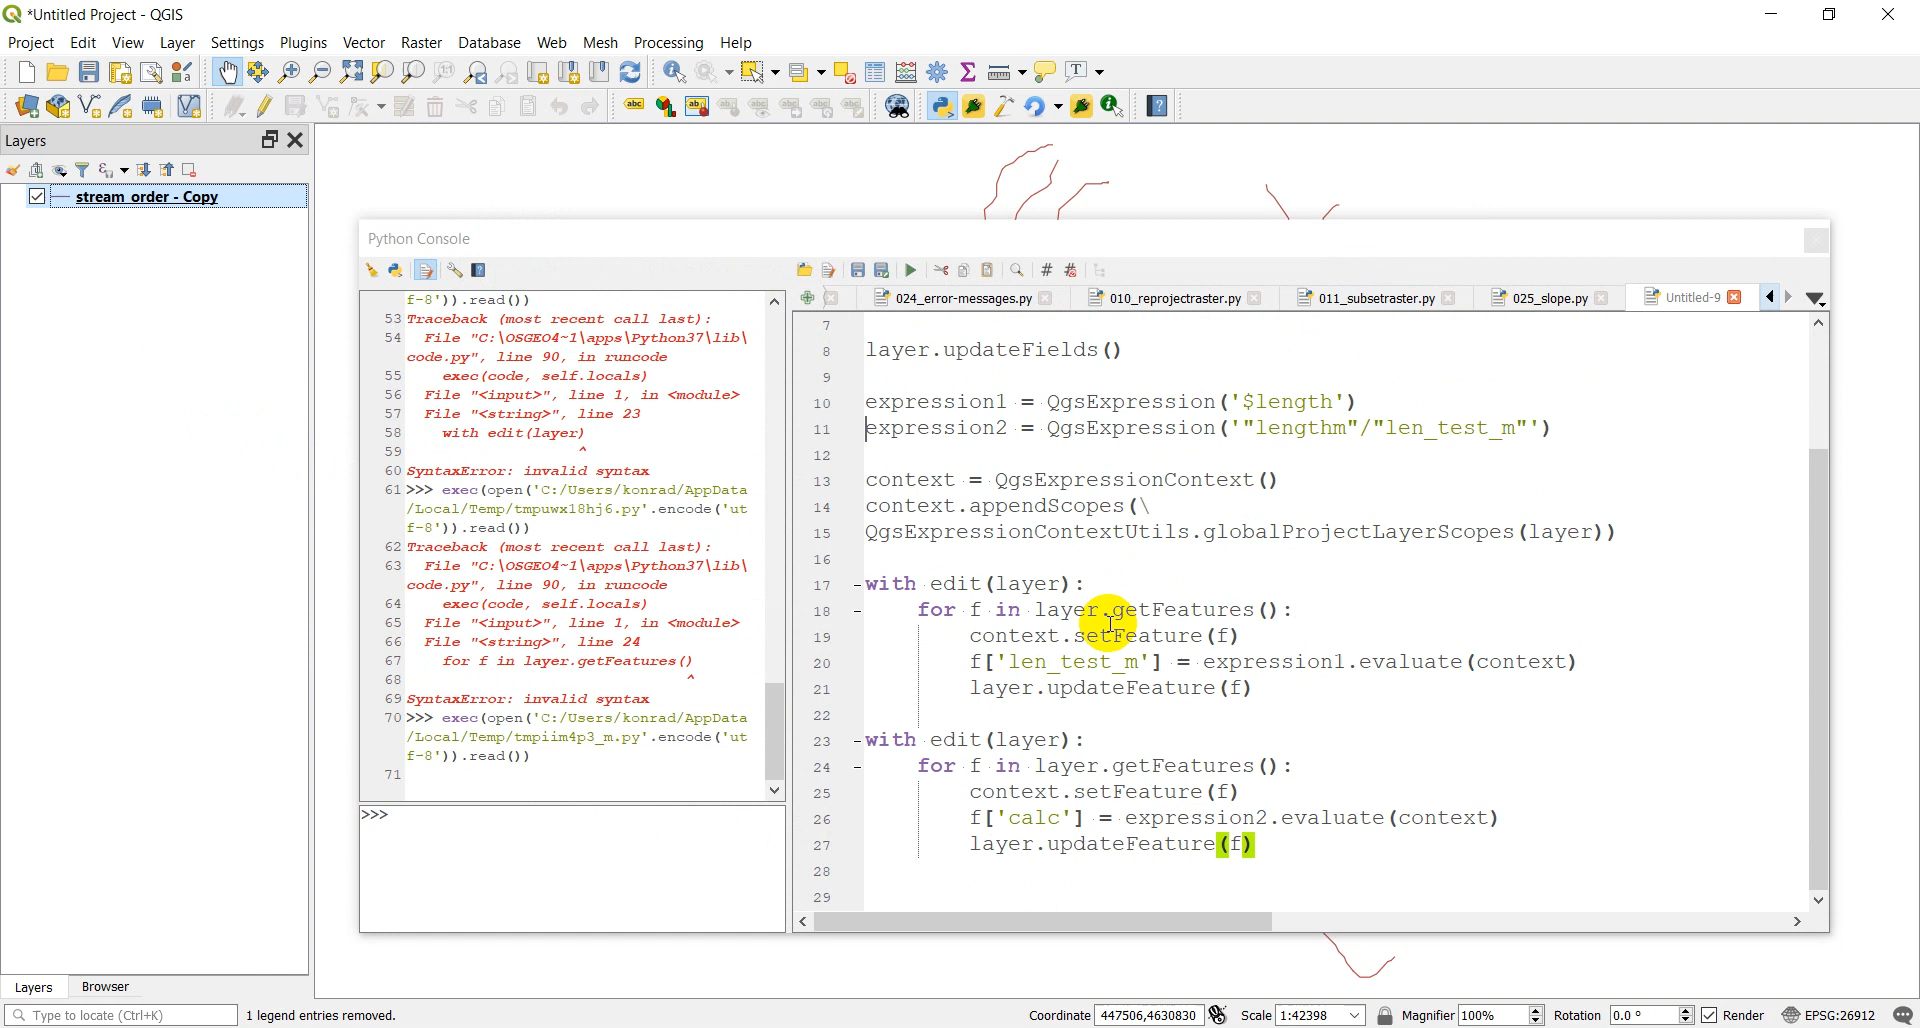 *Untitled Project - QGIS
Project Edit View Layer Settings Plugins Vector Raster Database Web Mesh Processing Help
Layers
stream_order - Copy
Python Console
024_error-messages.py 010_reprojectraster.py 011_subsetraster.py 025_slope.py Untitled-9
f-8')).read())
53 Traceback (most recent call last):
54 File "C:\OSGEO4~1\apps\Python37\lib\
code.py", line 90, in runcode
55 exec(code, self.locals)
56 File "<input>", line 1, in <module>
57 File "<string>", line 23
58 with edit(layer)
59 ^
60 SyntaxError: invalid syntax
61 >>> exec(open('C:/Users/konrad/AppData
/Local/Temp/tmpuwx18hj6.py'.encode('ut
f-8')).read())
62 Traceback (most recent call last):
63 File "C:\OSGEO4~1\apps\Python37\lib\
code.py", line 90, in runcode
64 exec(code, self.locals)
65 File "<input>", line 1, in <module>
66 File "<string>", line 24
67 for f in layer.getFeatures()
68 ^
69 SyntaxError: invalid syntax
70 >>> exec(open('C:/Users/konrad/AppData
/Local/Temp/tmpiim4p3_m.py'.encode('ut
f-8')).read())
71
>>>
7
8 layer.updateFields()
9
10 expression1 = QgsExpression('$length')
11 expression2 = QgsExpression('"lengthm"/"len_test_m"')
12
13 context = QgsExpressionContext()
14 context.appendScopes(\
15 QgsExpressionContextUtils.globalProjectLayerScopes(layer))
16
17 with edit(layer):
18 for f in layer.getFeatures():
19 context.setFeature(f)
20 f['len_test_m'] = expression1.evaluate(context)
21 layer.updateFeature(f)
22
23 with edit(layer):
24 for f in layer.getFeatures():
25 context.setFeature(f)
26 f['calc'] = expression2.evaluate(context)
27 layer.updateFeature(f)
28
29
Layers Browser
Type to locate (Ctrl+K) 1 legend entries removed. Coordinate 447506,4630830 Scale 1:42398 Magnifier 100% Rotation 0.0 ° Render EPSG:26912